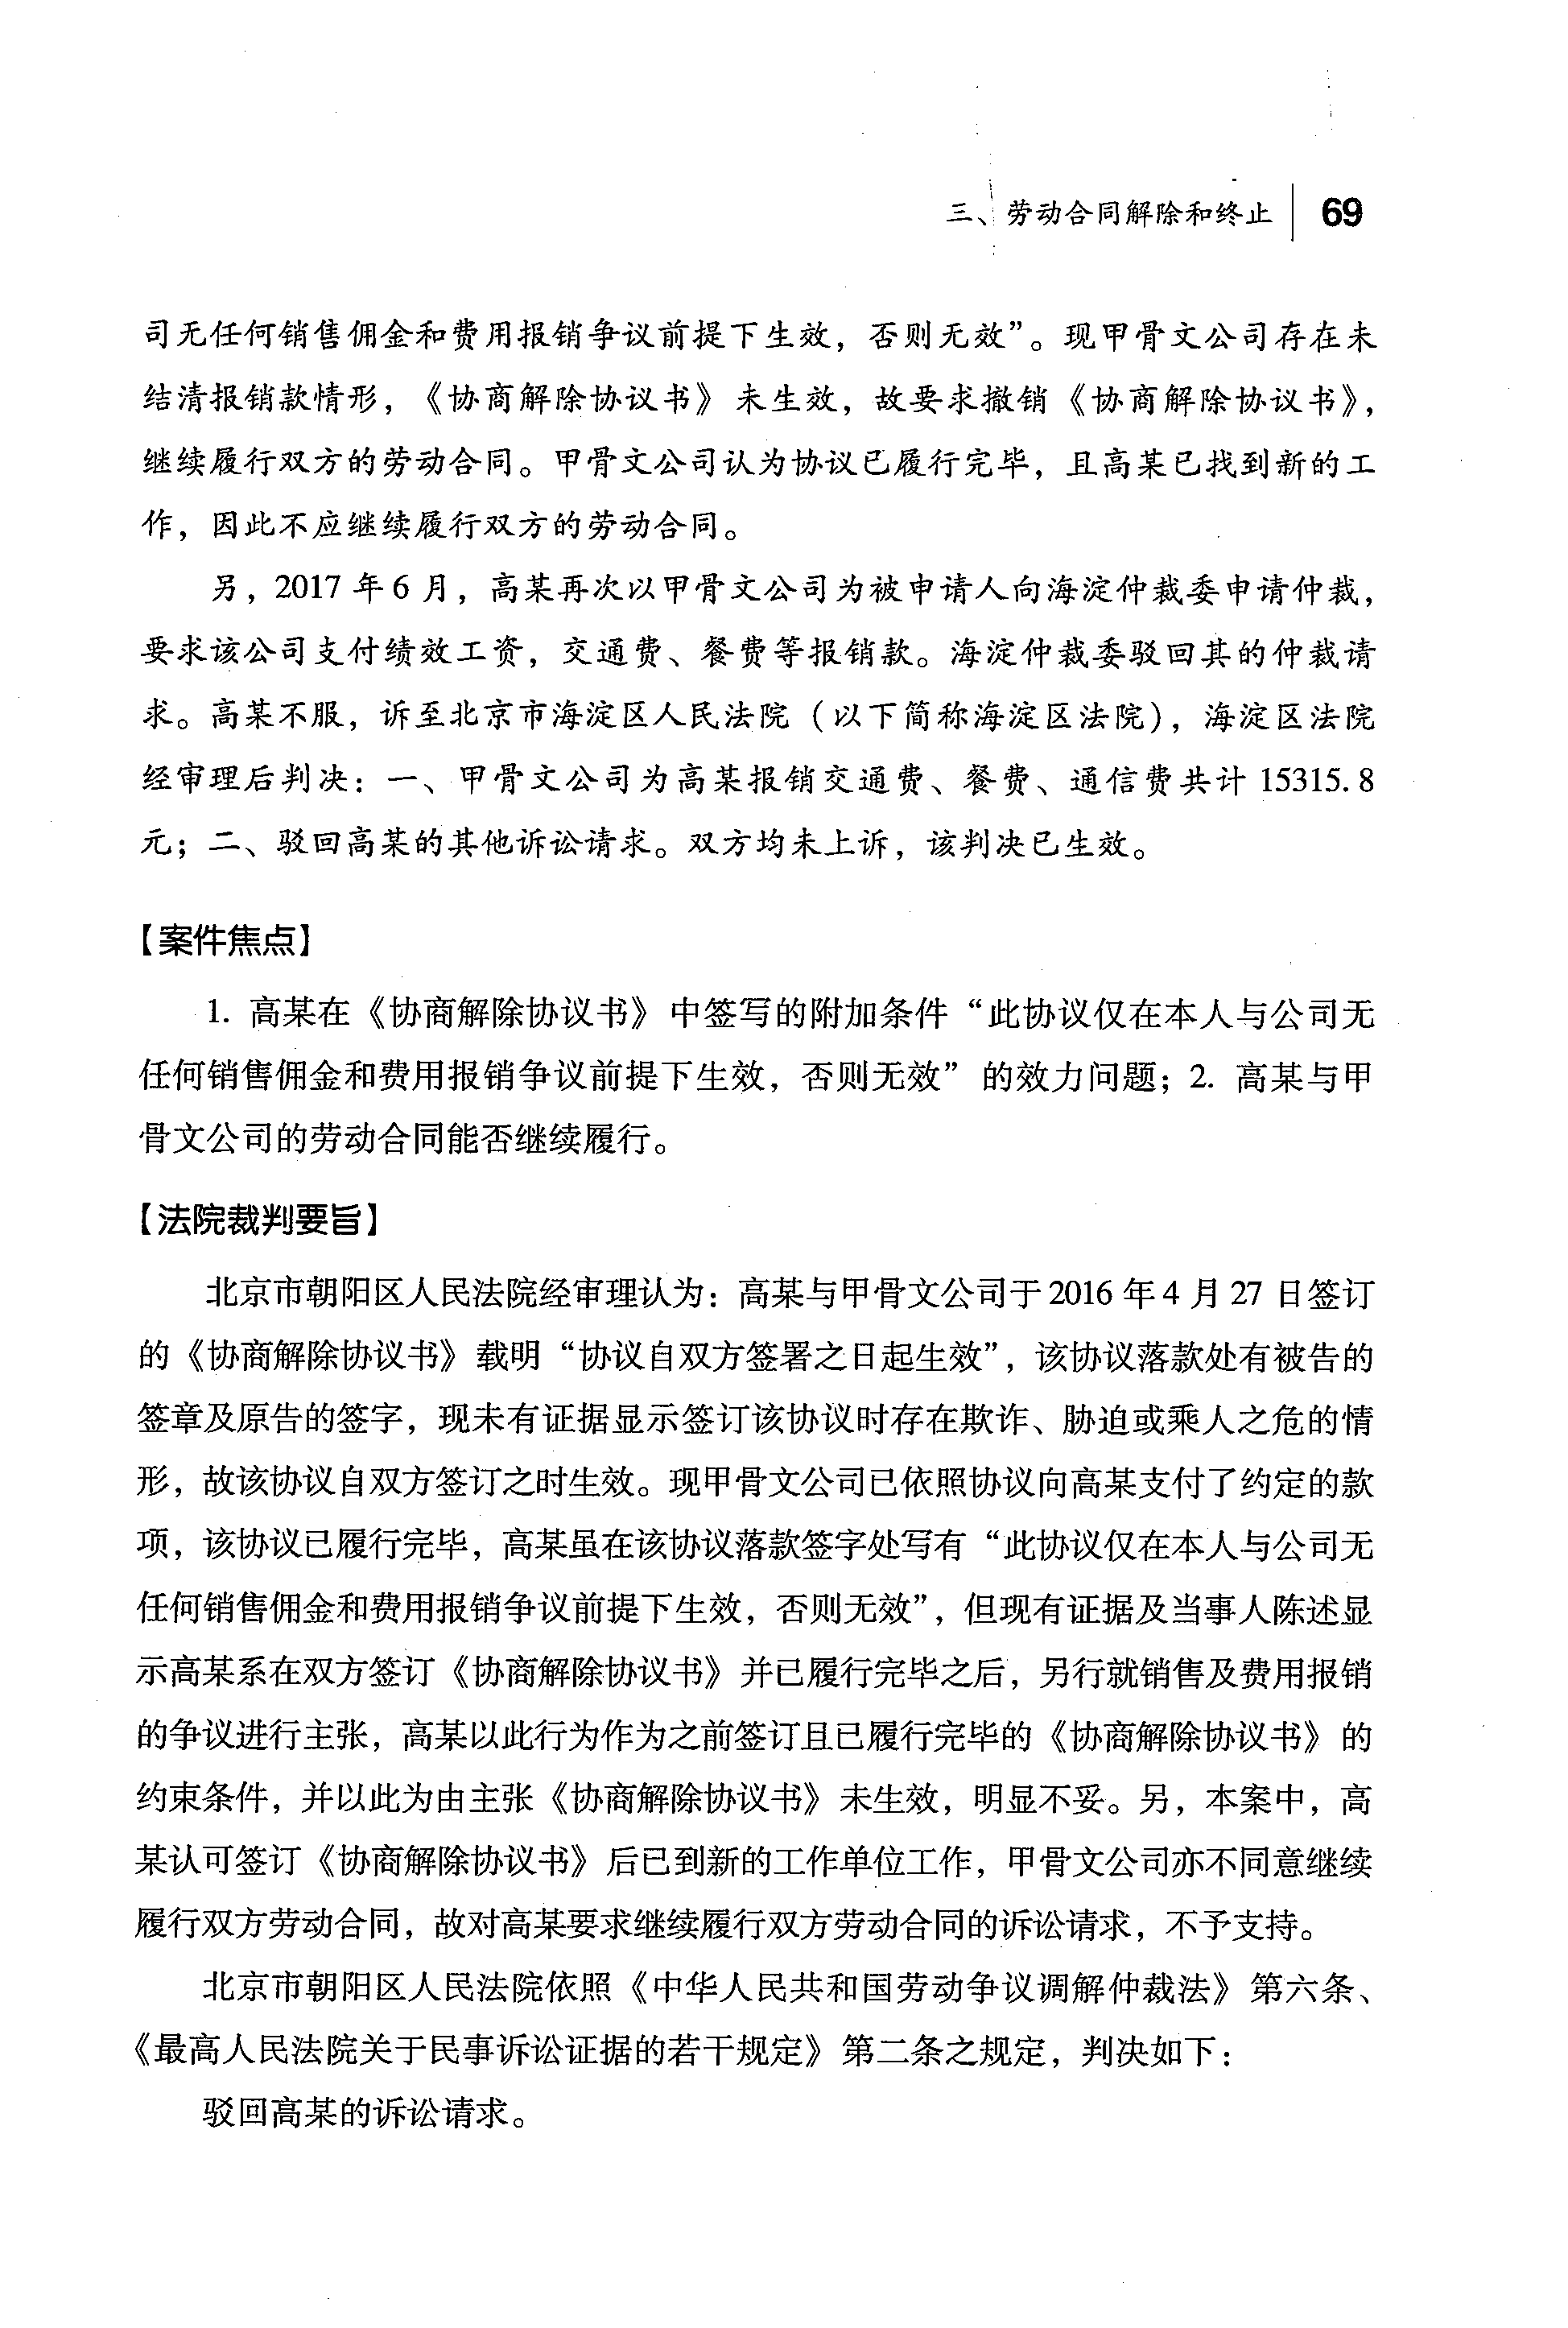 三、劳动合同解除和终止 69
司无任何销售佣金和费用报销争议前提下生效，否则无效”。现甲骨文公司存在未
结清报销款情形，《协商解除协议书》未生效，故要求撤销《协商解除协议书》，
继续履行双方的劳动合同。甲骨文公司认为协议已履行完毕，且高某已找到新的工
作，因此不应继续履行双方的劳动合同。
另，2017 年 6 月，高某再次以甲骨文公司为被申请人向海淀仲裁委申请仲裁，
要求该公司支付绩效工资，交通费、餐费等报销款。海淀仲裁委驳回其的仲裁请
求。高某不服，诉至北京市海淀区人民法院（以下简称海淀区法院），海淀区法院
经审理后判决：一、甲骨文公司为高某报销交通费、餐费、通信费共计 15315.8
元；二、驳回高某的其他诉讼请求。双方均未上诉，该判决已生效。
【案件焦点】
1. 高某在《协商解除协议书》中签写的附加条件“此协议仅在本人与公司无
任何销售佣金和费用报销争议前提下生效，否则无效”的效力问题；2. 高某与甲
骨文公司的劳动合同能否继续履行。
【法院裁判要旨】
北京市朝阳区人民法院经审理认为：高某与甲骨文公司于 2016 年 4 月 27 日签订
的《协商解除协议书》载明“协议自双方签署之日起生效”，该协议落款处有被告的
签章及原告的签字，现未有证据显示签订该协议时存在欺诈、胁迫或乘人之危的情
形，故该协议自双方签订之时生效。现甲骨文公司已依照协议向高某支付了约定的款
项，该协议已履行完毕，高某虽在该协议落款签字处写有“此协议仅在本人与公司无
任何销售佣金和费用报销争议前提下生效，否则无效”，但现有证据及当事人陈述显
示高某系在双方签订《协商解除协议书》并已履行完毕之后，另行就销售及费用报销
的争议进行主张，高某以此行为作为之前签订且已履行完毕的《协商解除协议书》的
约束条件，并以此为由主张《协商解除协议书》未生效，明显不妥。另，本案中，高
某认可签订《协商解除协议书》后已到新的工作单位工作，甲骨文公司亦不同意继续
履行双方劳动合同，故对高某要求继续履行双方劳动合同的诉讼请求，不予支持。
北京市朝阳区人民法院依照《中华人民共和国劳动争议调解仲裁法》第六条、
《最高人民法院关于民事诉讼证据的若干规定》第二条之规定，判决如下：
驳回高某的诉讼请求。